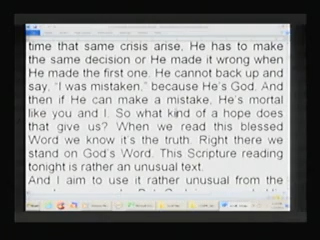 time that same crisis arise, He has to make
the same decision or He made it wrong when
He made the first one. He cannot back up and
say, "I was mistaken," because He's God. And
then if He can make a mistake, He's mortal
like you and I. So what kind of a hope does
that give us? When we read this blessed
Word we know it's the truth. Right there we
stand on God's Word. This Scripture reading
tonight is rather an unusual text.
And I aim to use it rather unusual from the